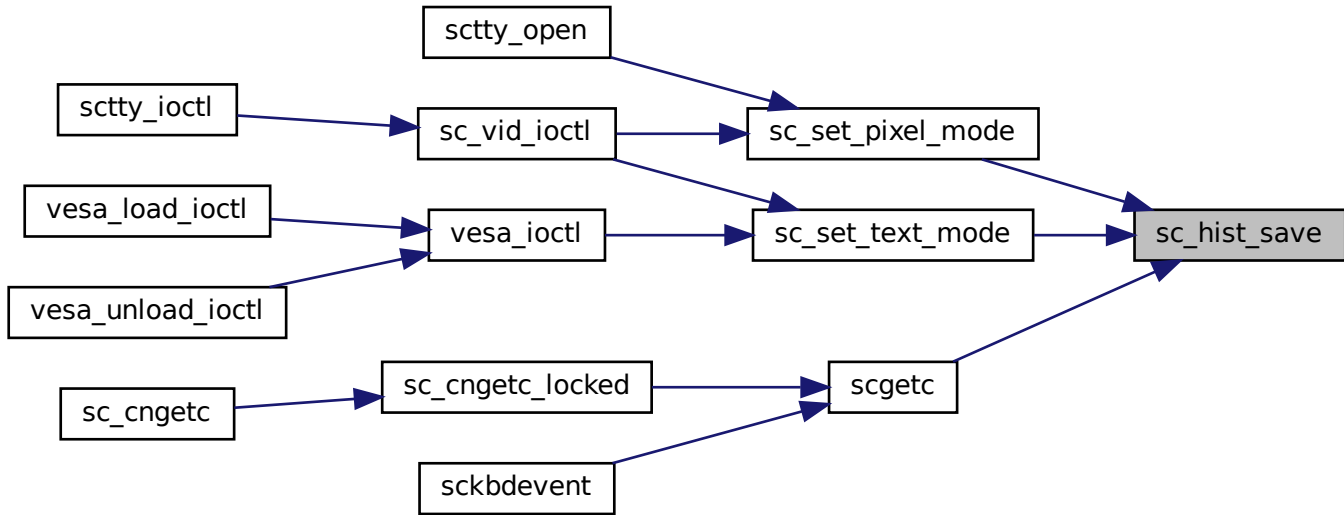 sctty_open
sctty_ioctl
sc_vid_ioctl
sc_set_pixel_mode
vesa_load_ioctl
vesa_ioctl
sc_set_text_mode
sc_hist_save
vesa_unload_ioctl
sc_cngetc_locked
scgetc
sc_cngetc
sckbdevent